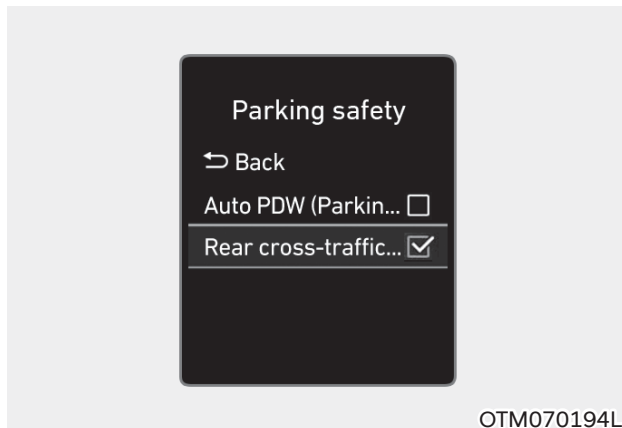 Parking safety
Back
Auto PDW (Parkin...
Rear cross-traffic...
OTM070194L